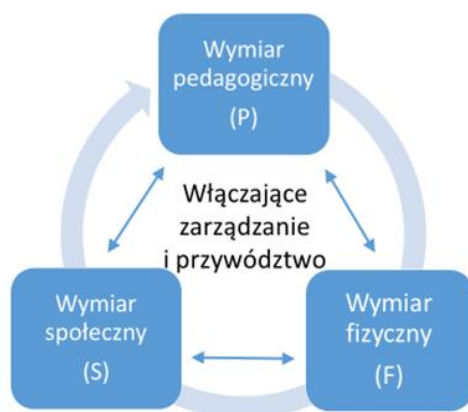 Wymiar
pedagogiczny
(P)
Włączające
zarządzanie
i przywództwo
Wymiar
społeczny
(S)
Wymiar
fizyczny
(F)